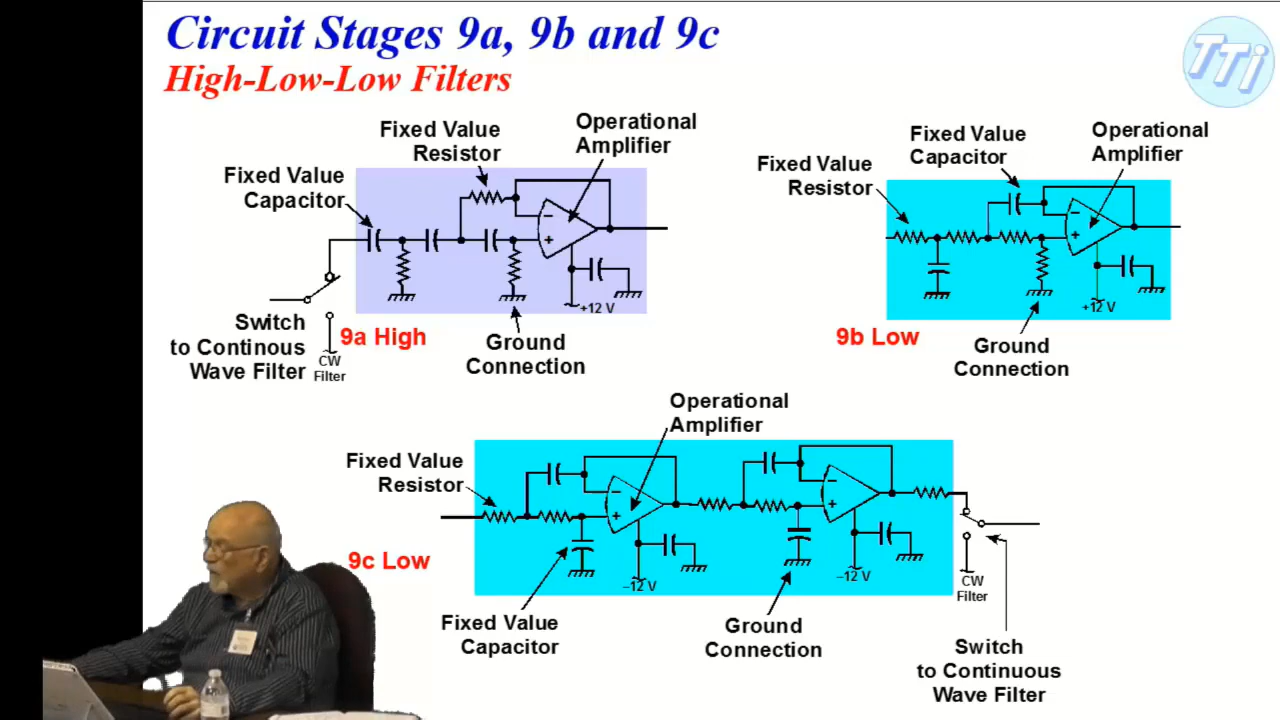 Circuit Stages 9a, 9b and 9c
High-Low-Low Filters
TTi
Fixed Value
Resistor
Operational
Amplifier
Fixed Value
Capacitor
−
+
+12 V
Switch
to Continous
Wave Filter
CW
Filter
9a High
Ground
Connection
Fixed Value
Resistor
Fixed Value
Capacitor
Operational
Amplifier
−
+
+12 V
9b Low
Ground
Connection
Operational
Amplifier
Fixed Value
Resistor
−
+
−
+
−12 V
−12 V
9c Low
CW
Filter
Fixed Value
Capacitor
Ground
Connection
Switch
to Continuous
Wave Filter